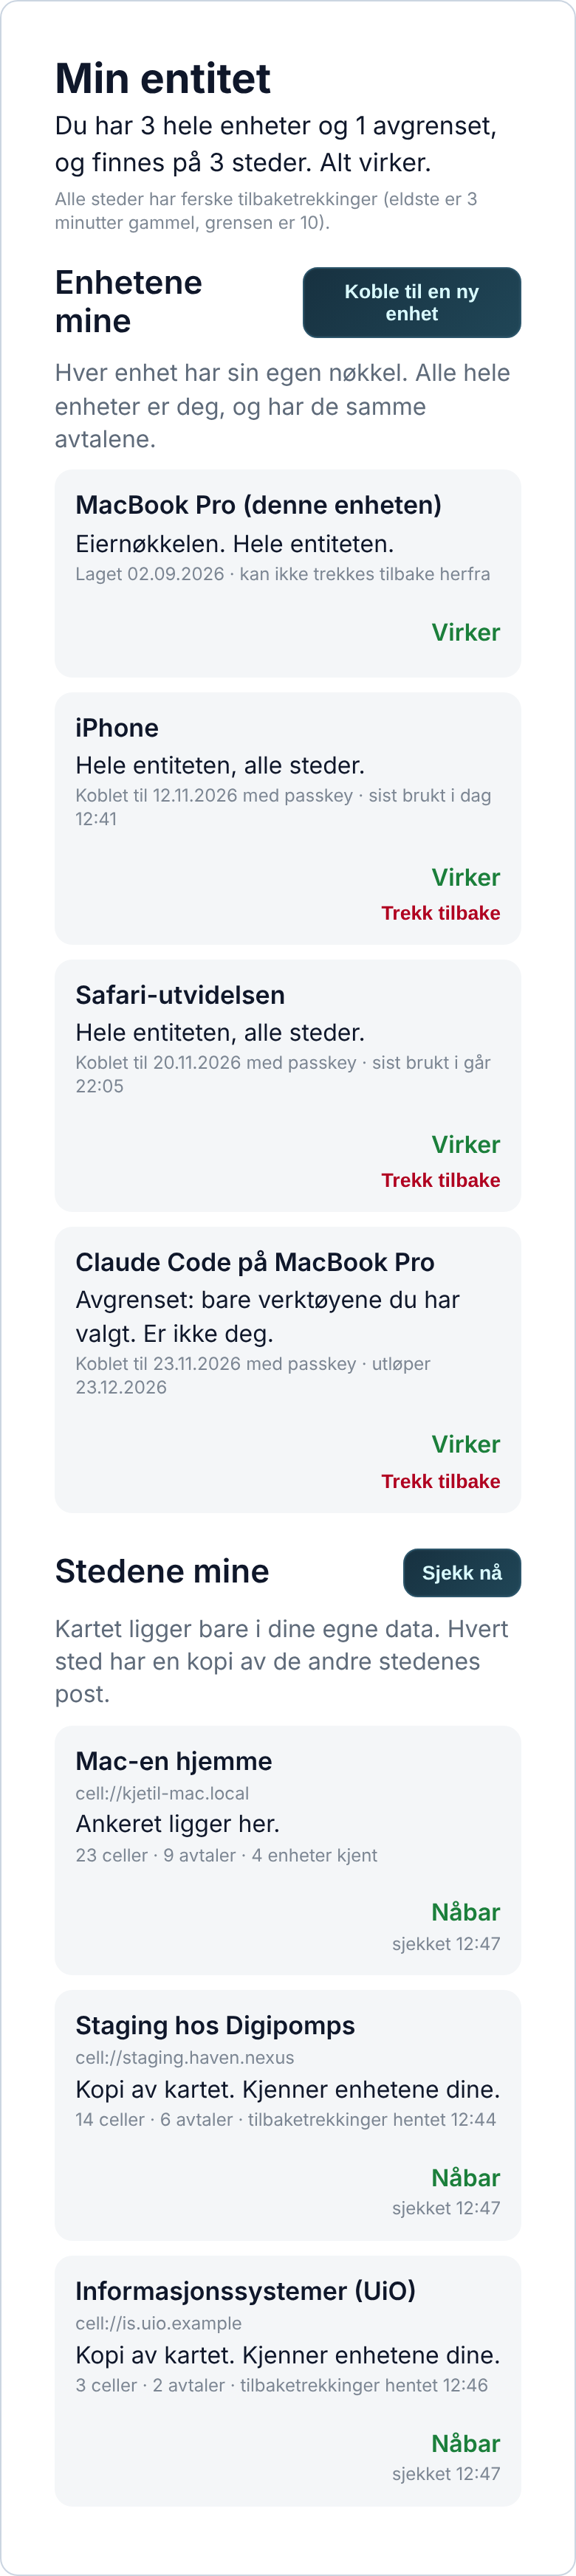 Min entitet
Du har 3 hele enheter og 1 avgrenset,
og finnes på 3 steder. Alt virker.
Alle steder har ferske tilbaketrekkinger (eldste er 3
minutter gammel, grensen er 10).
Enhetene
mine
Koble til en ny
enhet
Hver enhet har sin egen nøkkel. Alle hele
enheter er deg, og har de samme
avtalene.
MacBook Pro (denne enheten)
Eiernøkkelen. Hele entiteten.
Laget 02.09.2026 · kan ikke trekkes tilbake herfra
Virker
iPhone
Hele entiteten, alle steder.
Koblet til 12.11.2026 med passkey · sist brukt i dag
12:41
Virker
Trekk tilbake
Safari-utvidelsen
Hele entiteten, alle steder.
Koblet til 20.11.2026 med passkey · sist brukt i går
22:05
Virker
Trekk tilbake
Claude Code på MacBook Pro
Avgrenset: bare verktøyene du har
valgt. Er ikke deg.
Koblet til 23.11.2026 med passkey · utløper
23.12.2026
Virker
Trekk tilbake
Stedene mine
Sjekk nå
Kartet ligger bare i dine egne data. Hvert
sted har en kopi av de andre stedenes
post.
Mac-en hjemme
cell://kjetil-mac.local
Ankeret ligger her.
23 celler · 9 avtaler · 4 enheter kjent
Nåbar
sjekket 12:47
Staging hos Digipomps
cell://staging.haven.nexus
Kopi av kartet. Kjenner enhetene dine.
14 celler · 6 avtaler · tilbaketrekkinger hentet 12:44
Nåbar
sjekket 12:47
Informasjonssystemer (UiO)
cell://is.uio.example
Kopi av kartet. Kjenner enhetene dine.
3 celler · 2 avtaler · tilbaketrekkinger hentet 12:46
Nåbar
sjekket 12:47